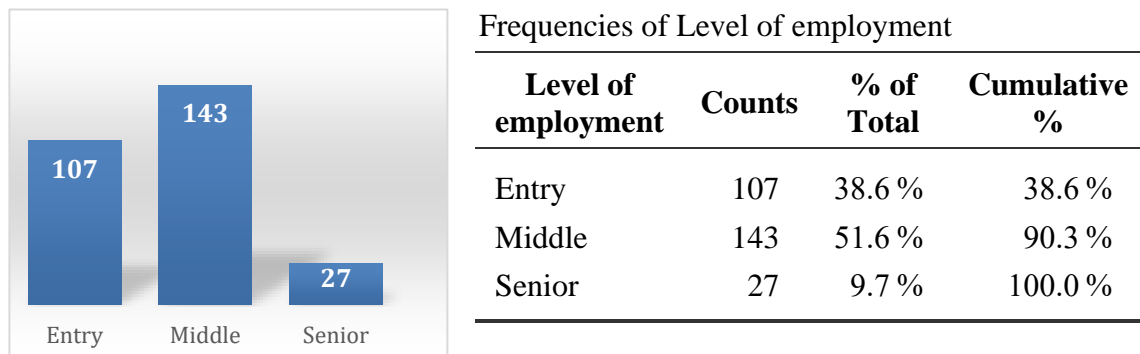 107
143
27
Entry Middle Senior
Frequencies of Level of employment
Level of employment Counts % of Total Cumulative %
Entry 107 38.6 % 38.6 %
Middle 143 51.6 % 90.3 %
Senior 27 9.7 % 100.0 %